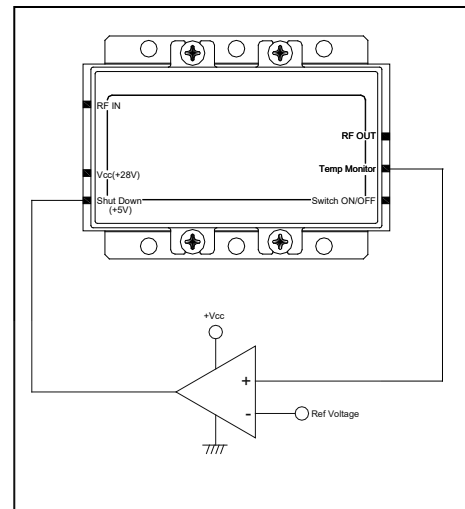 RF IN
RF OUT
Vcc(+28V)
Temp Monitor
Shut Down
(+5V)
Switch ON/OFF
+Vcc
+
-
Ref Voltage